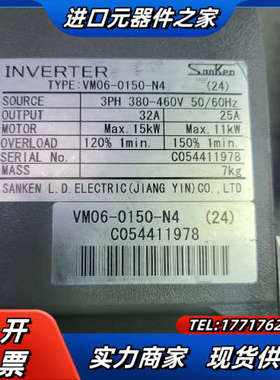 进口元器件之家
INVERTER
SanKen
TYPE:VM06-0150-N4 (24)
SOURCE 3PH 380-460V 50/60Hz
OUTPUT 32A 25A
MOTOR Max.15kW Max.11kW
OVERLOAD 120% 1min. 150% 1min.
SERIAL No. C054411978
MASS 7kg
SANKEN L.D.ELECTRIC(JIANG YIN)CO.,LTD
VM06-0150-N4 (24)
C054411978
可开
发票
TEL:1771762
实力商家 现货供